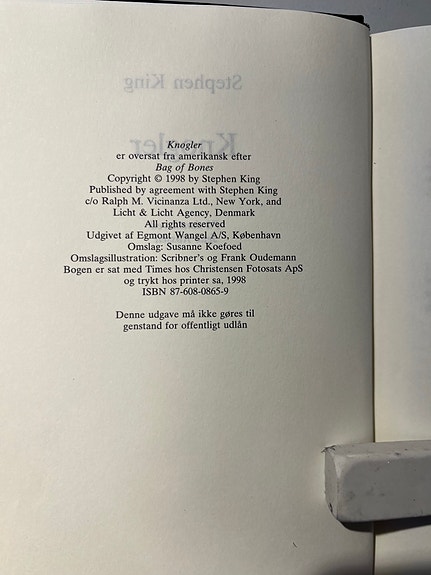 Stephen King
Knogler
Knogler
er oversat fra amerikansk efter
Bag of Bones
Copyright © 1998 by Stephen King
Published by agreement with Stephen King
c/o Ralph M. Vicinanza Ltd., New York, and
Licht & Licht Agency, Denmark
All rights reserved
Udgivet af Egmont Wangel A/S, København
Omslag: Susanne Koefoed
Omslagsillustration: Scribner's og Frank Oudemann
Bogen er sat med Times hos Christensen Fotosats ApS
og trykt hos printer sa, 1998
ISBN 87-608-0865-9
Denne udgave må ikke gøres til
genstand for offentligt udlån